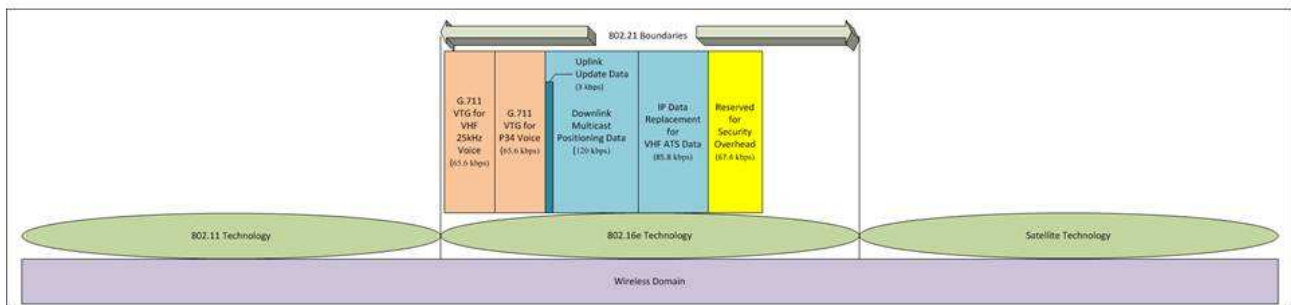 802.21 Boundaries
G.711
VTG for
VHF
25kHz
Voice
(65.6 kbps)
G.711
VTG for
P34 Voice
(65.6 kbps)
Uplink
Update Data
(3 kbps)
Downlink
Multicast
Positioning Data
(120 kbps)
IP Data
Replacement
for
VHF ATS Data
(85.8 kbps)
Reserved
for
Security
Overhead
(67.6 kbps)
802.11 Technology
802.16e Technology
Satellite Technology
Wireless Domain